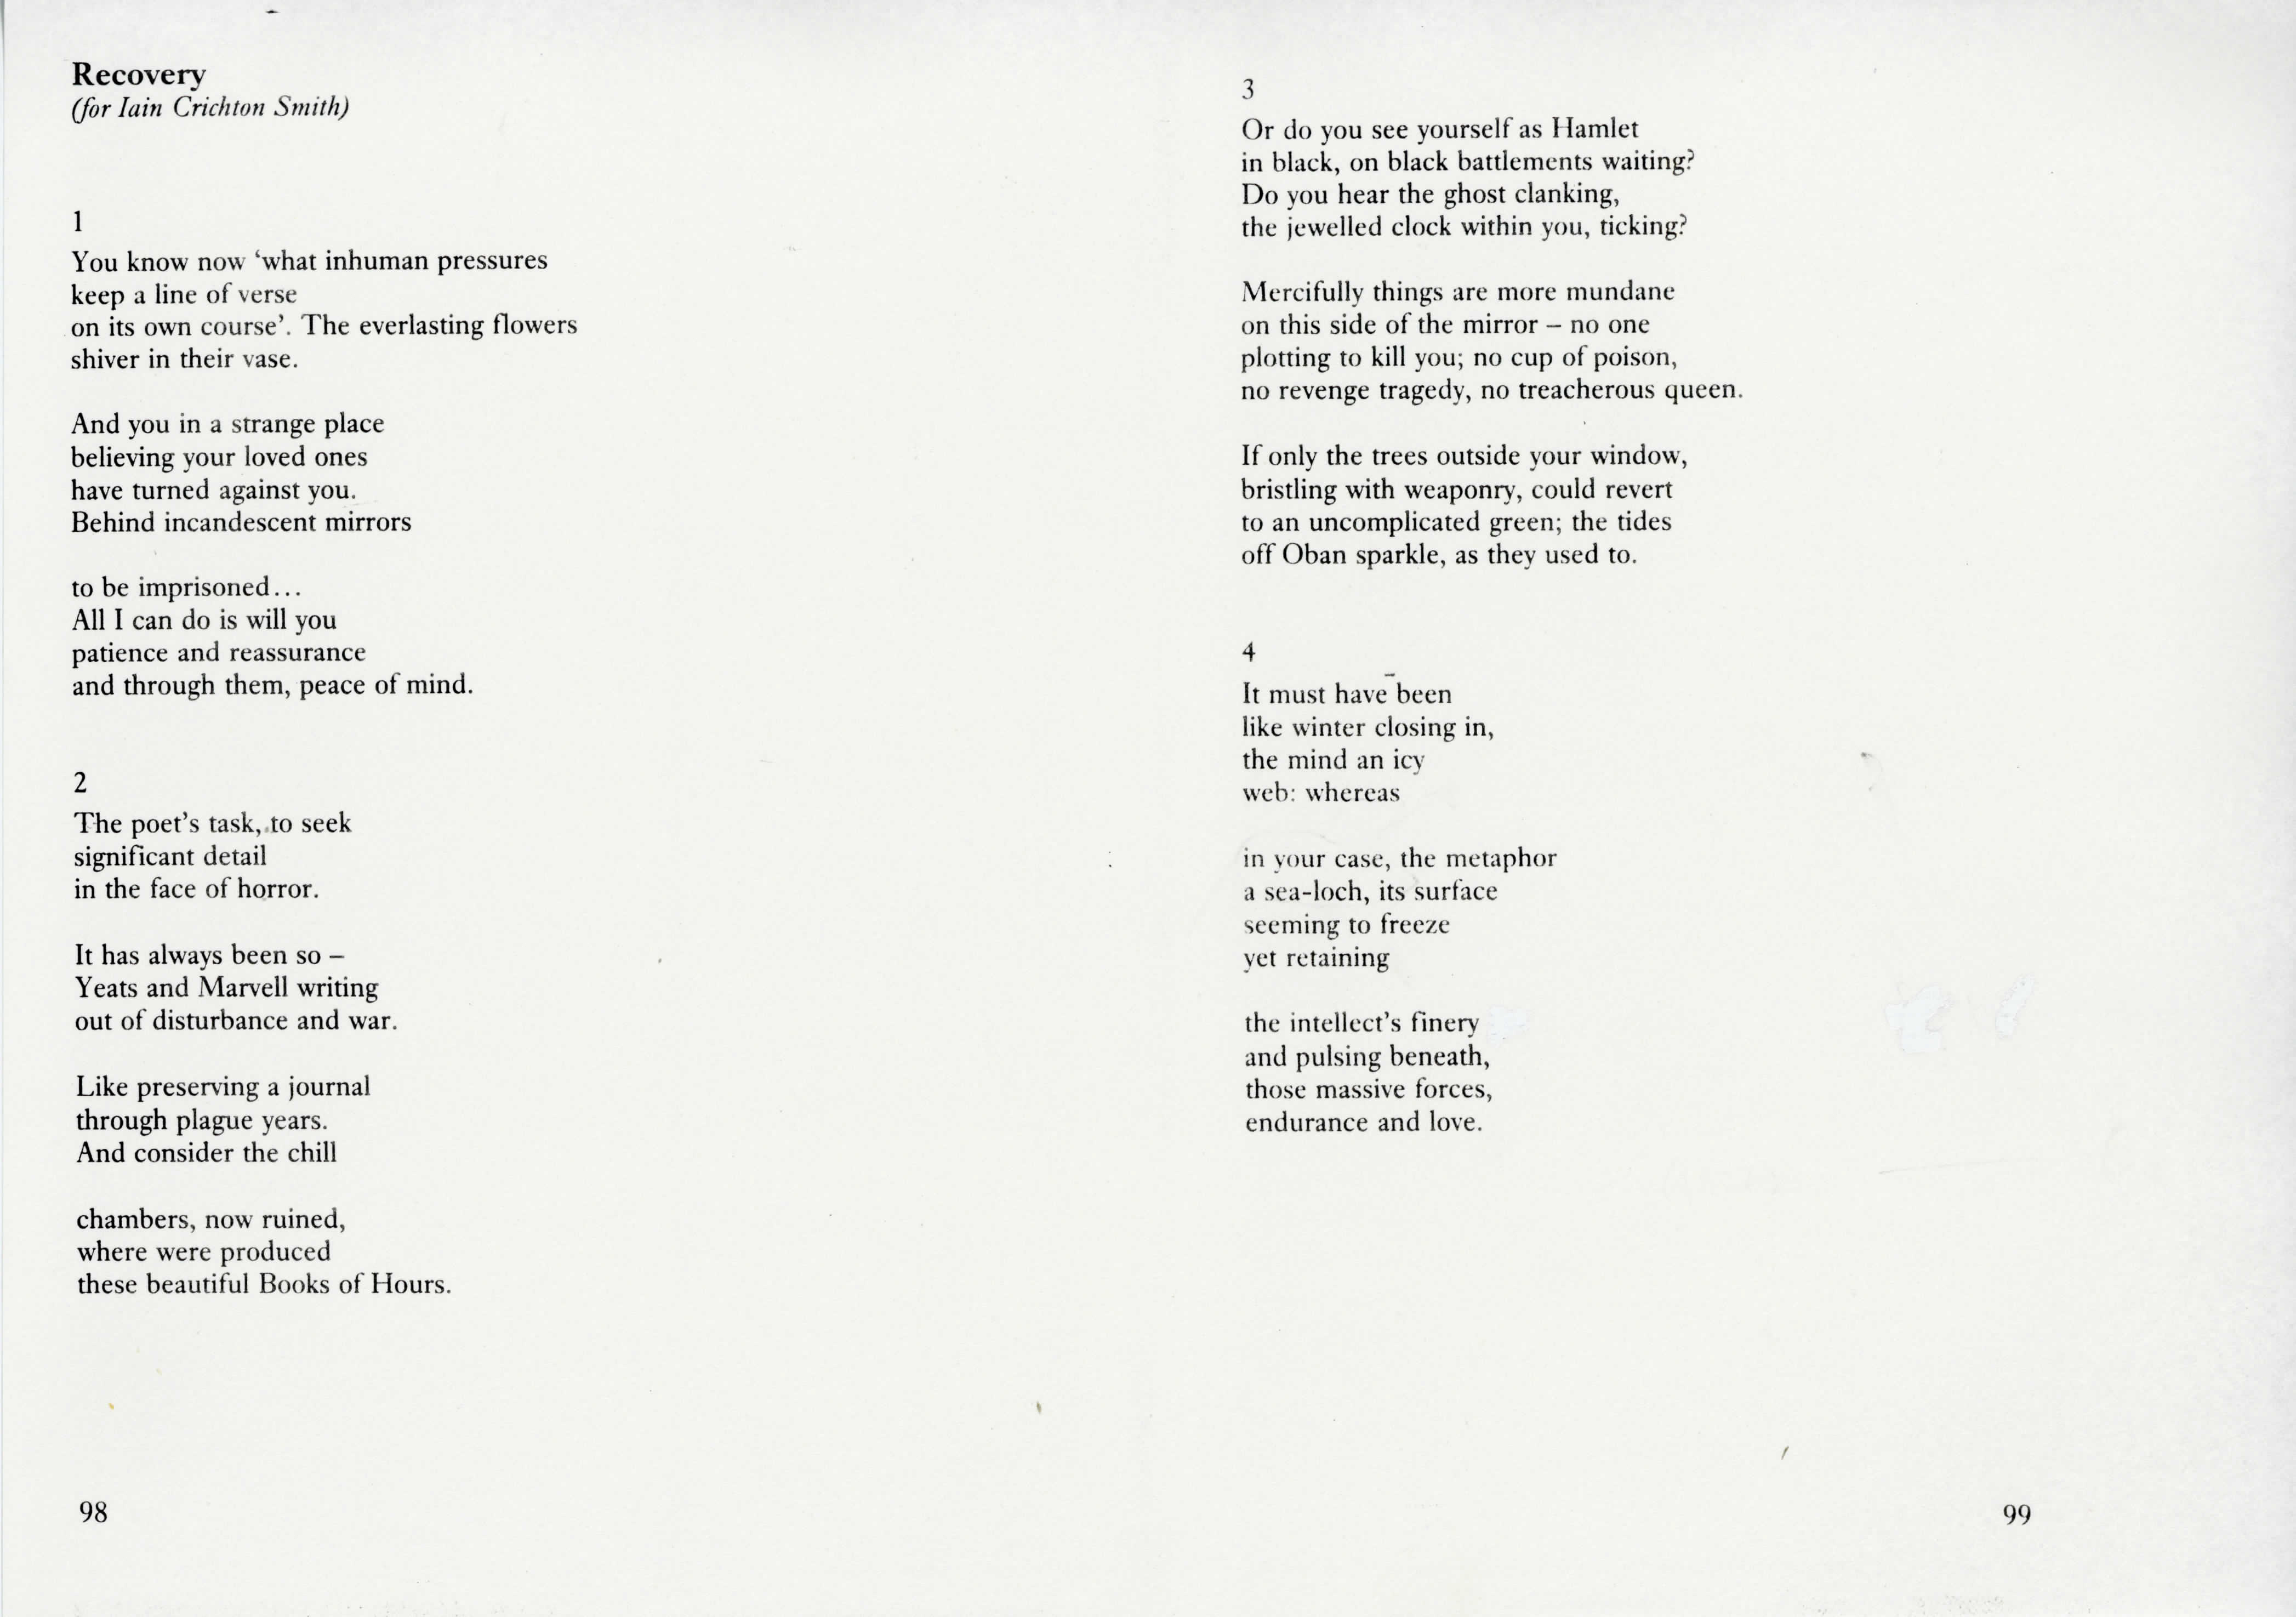 Recovery
(for Iain Crichton Smith)
1
You know now ‘what inhuman pressures
keep a line of verse
on its own course’. The everlasting flowers
shiver in their vase.
And you in a strange place
believing your loved ones
have turned against you.
Behind incandescent mirrors
to be imprisoned...
All I can do is will you
patience and reassurance
and through them, peace of mind.
2
The poet’s task, to seek
significant detail
in the face of horror.
It has always been so –
Yeats and Marvell writing
out of disturbance and war.
Like preserving a journal
through plague years.
And consider the chill
chambers, now ruined,
where were produced
these beautiful Books of Hours.
98
3
Or do you see yourself as Hamlet
in black, on black battlements waiting?
Do you hear the ghost clanking,
the jewelled clock within you, ticking?
Mercifully things are more mundane
on this side of the mirror – no one
plotting to kill you; no cup of poison,
no revenge tragedy, no treacherous queen.
If only the trees outside your window,
bristling with weaponry, could revert
to an uncomplicated green; the tides
off Oban sparkle, as they used to.
4
It must have been
like winter closing in,
the mind an icy
web: whereas
in your case, the metaphor
a sea-loch, its surface
seeming to freeze
yet retaining
the intellect’s finery
and pulsing beneath,
those massive forces,
endurance and love.
99